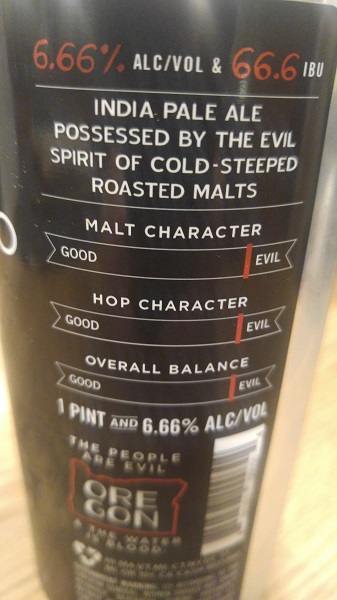 6.66% ALC/VOL & 66.6 IBU
INDIA PALE ALE
POSSESSED BY THE EVIL
SPIRIT OF COLD-STEEPED
ROASTED MALTS
MALT CHARACTER
GOOD EVIL
HOP CHARACTER
GOOD EVIL
OVERALL BALANCE
GOOD EVIL
1 PINT AND 6.66% ALC/VOL
THE PEOPLE
ARE EVIL
ORE
GON
& THE WATER
IS BLOOD